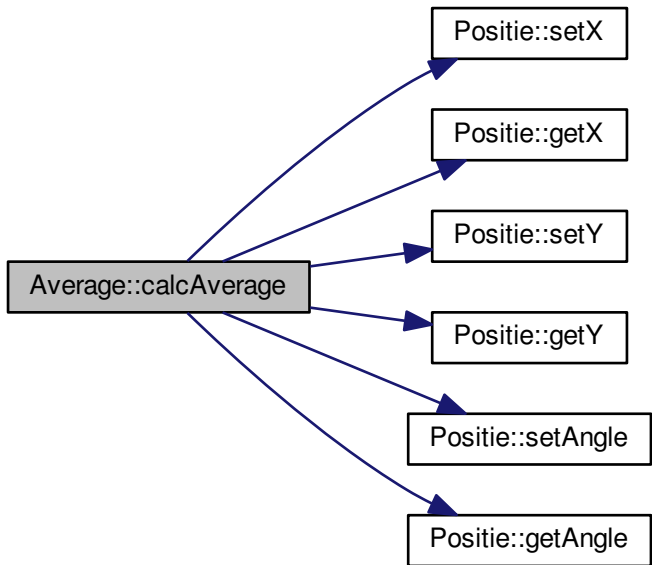 Positie::setX
Positie::getX
Positie::setY
Average::calcAverage
Positie::getY
Positie::setAngle
Positie::getAngle